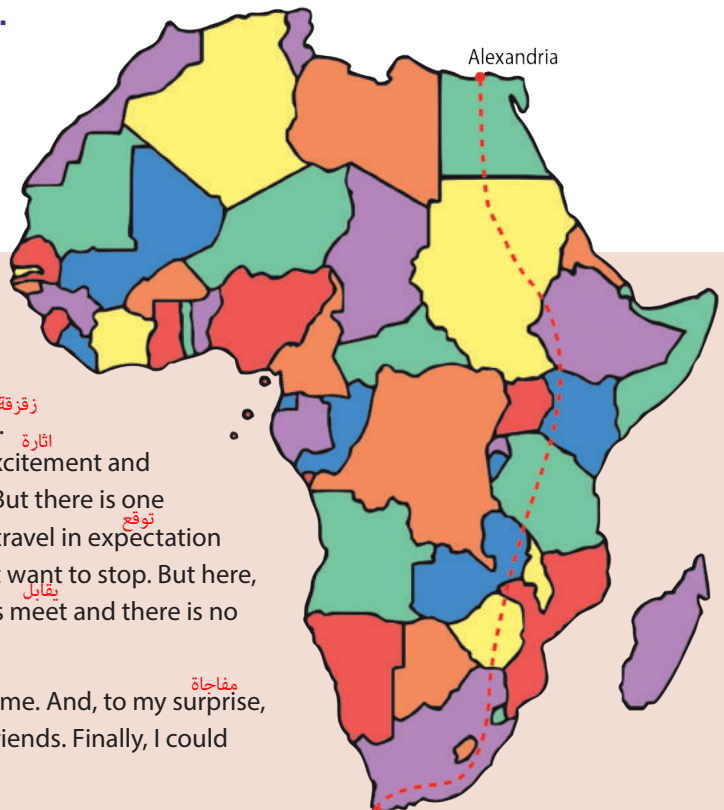 .
Alexandria
زقزقة
.
اثارة
xcitement and
But there is one
توقع
travel in expectation
t want to stop. But here,
يقابل
s meet and there is no
مفاجاة
me. And, to my surprise,
riends. Finally, I could